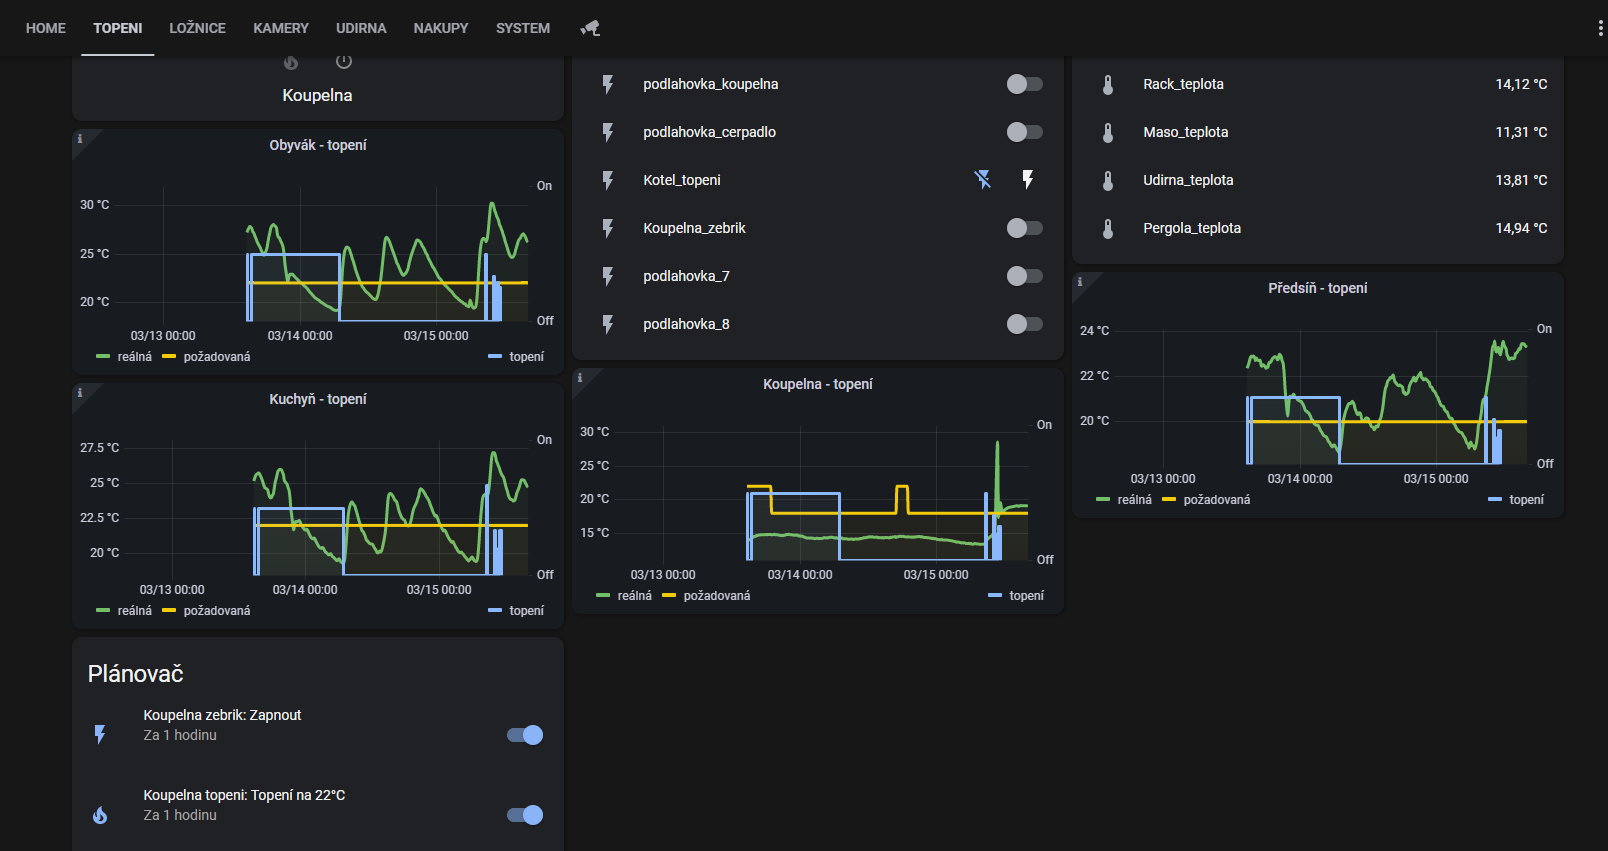 HOME TOPENI LOŽNICE KAMERY UDIRNA NAKUPY SYSTEM
Koupelna
Obyvák - topení
On
30 °C
25 °C
20 °C
Off
03/13 00:00 03/14 00:00 03/15 00:00
reálná požadovaná topení
Kuchyň - topení
On
27.5 °C
25 °C
22.5 °C
20 °C
Off
03/13 00:00 03/14 00:00 03/15 00:00
reálná požadovaná topení
Plánovač
Koupelna zebrik: Zapnout
Za 1 hodinu
Koupelna topeni: Topení na 22°C
Za 1 hodinu
podlahovka_koupelna
podlahovka_cerpadlo
Kotel_topeni
Koupelna_zebrik
podlahovka_7
podlahovka_8
Koupelna - topení
On
30 °C
25 °C
20 °C
15 °C
Off
03/13 00:00 03/14 00:00 03/15 00:00
reálná požadovaná topení
Rack_teplota 14,12 °C
Maso_teplota 11,31 °C
Udirna_teplota 13,81 °C
Pergola_teplota 14,94 °C
Předsíň - topeni
On
24 °C
22 °C
20 °C
Off
03/13 00:00 03/14 00:00 03/15 00:00
reálná požadovaná topení